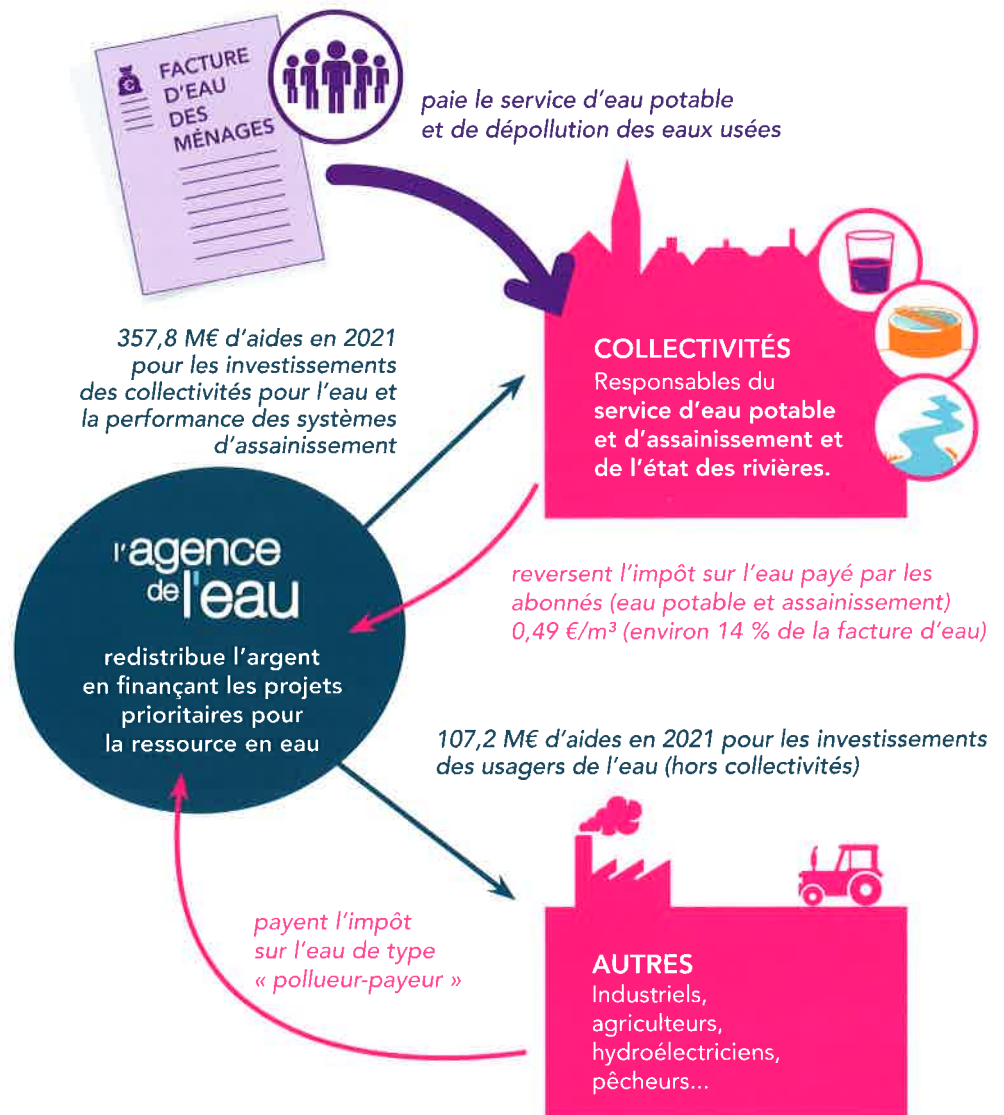 FACTURE
D'EAU
DES
MÉNAGES
paie le service d'eau potable
et de dépollution des eaux usées
357,8 M€ d'aides en 2021
pour les investissements
des collectivités pour l'eau et
la performance des systèmes
d'assainissement
COLLECTIVITÉS
Responsables du
service d'eau potable
et d'assainissement et
de l'état des rivières.
l'agence
de l'eau
redistribue l'argent
en finançant les projets
prioritaires pour
la ressource en eau
reversent l'impôt sur l'eau payé par les
abonnés (eau potable et assainissement)
0,49 €/m³ (environ 14 % de la facture d'eau)
107,2 M€ d'aides en 2021 pour les investissements
des usagers de l'eau (hors collectivités)
payent l'impôt
sur l'eau de type
« pollueur-payeur »
AUTRES
Industriels,
agriculteurs,
hydroélectriciens,
pêcheurs...